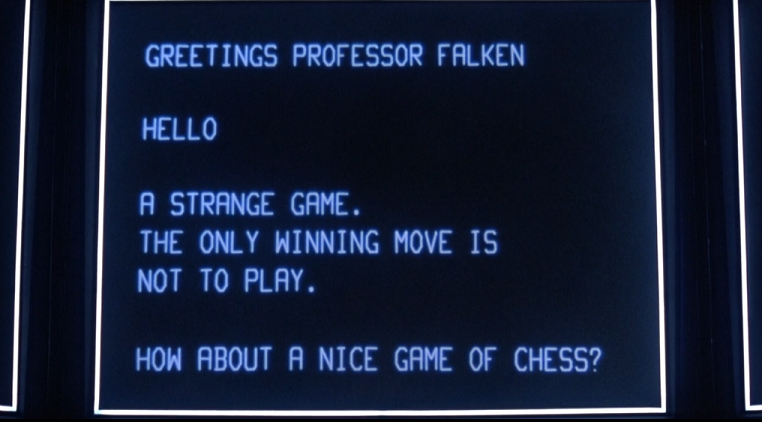 GREETINGS PROFESSOR FALKEN
HELLO
A STRANGE GAME.
THE ONLY WINNING MOVE IS
NOT TO PLAY.
HOW ABOUT A NICE GAME OF CHESS?